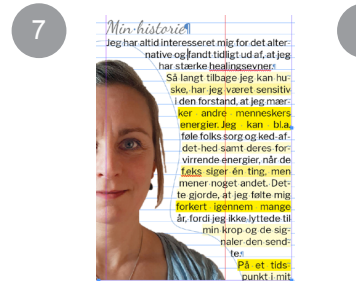 7
Min historie¶
Jeg har altid interesseret mig for det alter-
native og fandt tidligt ud af, at jeg
har stærke healingsevner.
Så langt tilbage jeg kan hu-
ske, har jeg været sensitiv
i den forstand, at jeg mær-
ker andre menneskers
energier. Jeg kan bl.a.
føle folks sorg og ked-af-
det-hed samt deres for-
virrende energier, når de
f.eks siger én ting, men
mener noget andet. Det-
te gjorde, at jeg følte mig
forkert igennem mange
år, fordi jeg ikke lyttede til
min krop og de sig-
naler den send-
te.
På et tids-
punkt i mit